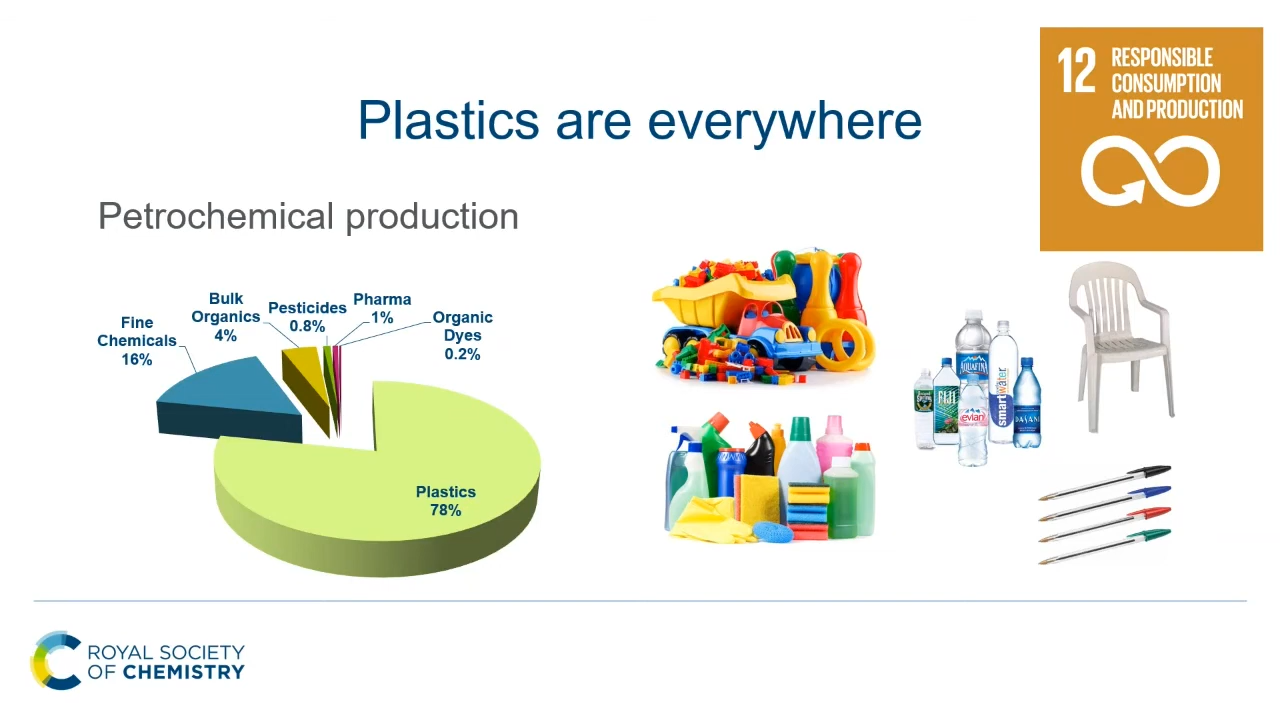 Plastics are everywhere
12 RESPONSIBLE
CONSUMPTION
AND PRODUCTION
Petrochemical production
Fine
Chemicals
16%
Bulk
Organics
4%
Pesticides
0.8%
Pharma
1%
Organic
Dyes
0.2%
Plastics
78%
AQUAFINA
FIJI
evian
smartwater
DASANI
ROYAL SOCIETY
OF CHEMISTRY